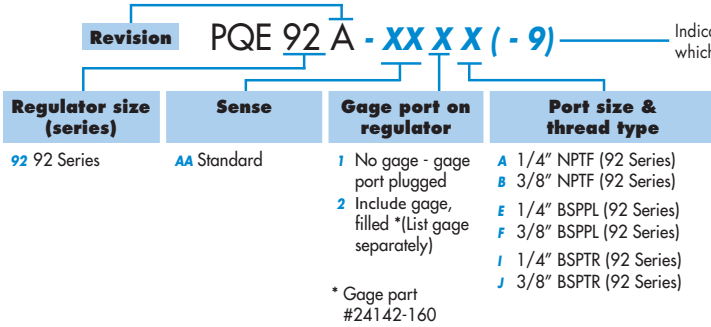 Revision PQE 92 A - XX X X ( - 9)
Regulator size
(series)
92 92 Series
Sense
AA Standard
Gage port on
regulator
1 No gage - gage
port plugged
2 Include gage,
filled *(List gage
separately)
* Gage part
#24142-160
Port size &
thread type
A 1/4” NPTF (92 Series)
B 3/8” NPTF (92 Series)
E 1/4” BSPPL (92 Series)
F 3/8” BSPPL (92 Series)
I 1/4” BSPTR (92 Series)
J 3/8” BSPTR (92 Series)